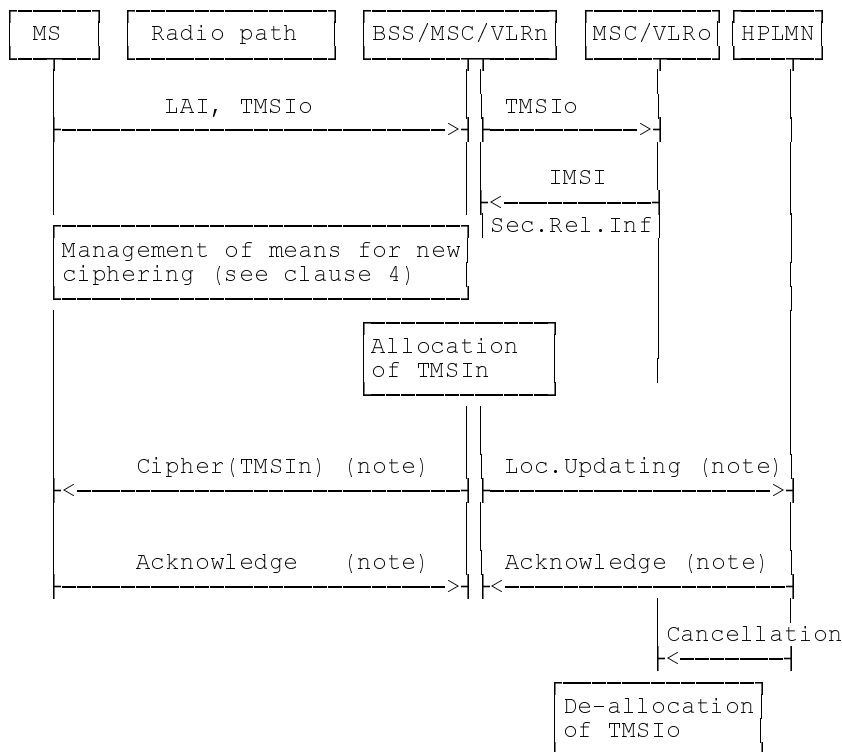 MS Radio path BSS/MSC/VLRn MSC/VLRo HPLMN
LAI, TMSIo TMSIo
IMSI
Sec.Rel.Inf
Management of means for new
ciphering (see clause 4)
Allocation
of TMSIn
Cipher(TMSIn) (note) Loc.Updating (note)
Acknowledge (note) Acknowledge (note)
Cancellation
De-allocation
of TMSIo